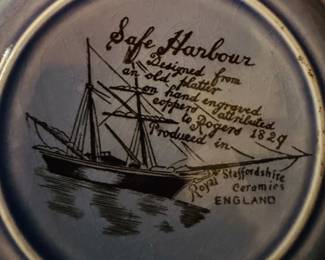 Safe Harbour
Designed from
an old platter
on hand engraved
coppers attributed
to Rogers 1829
Produced in
Royal Staffordshire
Ceramics
ENGLAND